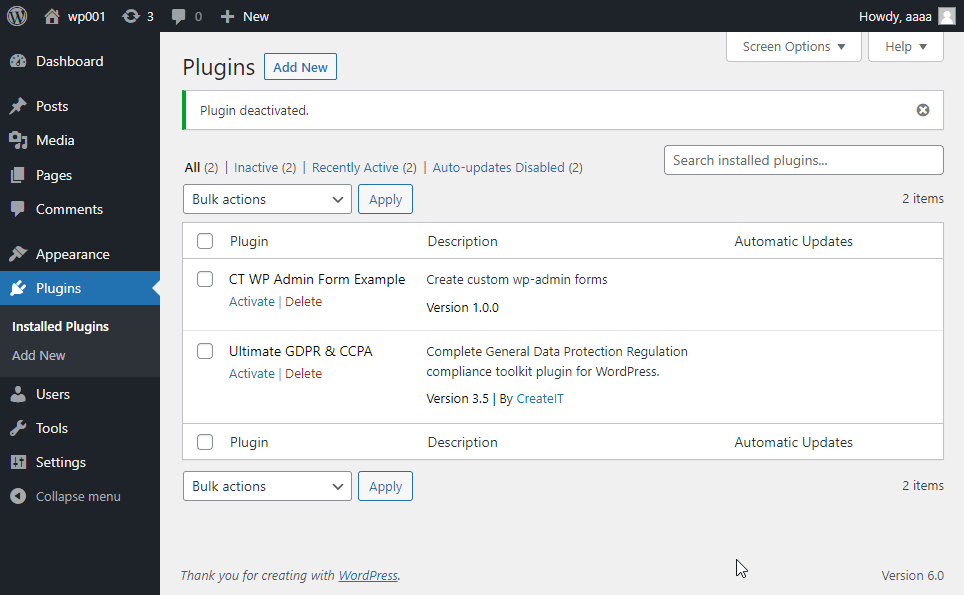 wp001 3 0 New Howdy, aaaa
Dashboard
Posts
Media
Pages
Comments
Appearance
Plugins
Installed Plugins
Add New
Users
Tools
Settings
Collapse menu
Screen Options Help
Plugins Add New
Plugin deactivated.
All (2) | Inactive (2) | Recently Active (2) | Auto-updates Disabled (2)
Search installed plugins...
Bulk actions Apply 2 items
Plugin Description Automatic Updates
CT WP Admin Form Example Create custom wp-admin forms
Activate | Delete Version 1.0.0
Ultimate GDPR & CCPA Complete General Data Protection Regulation
Activate | Delete compliance toolkit plugin for WordPress.
Version 3.5 | By CreateIT
Plugin Description Automatic Updates
Bulk actions Apply 2 items
Thank you for creating with WordPress. Version 6.0